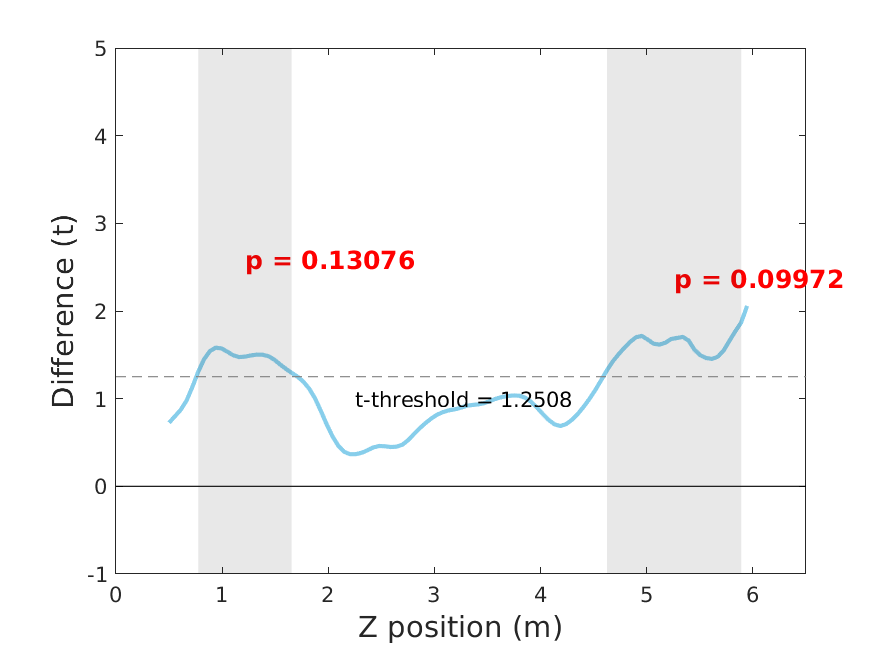 5
4
3
2
1
0
-1
Difference (t)
p = 0.13076
p = 0.09972
t-threshold = 1.2508
0 1 2 3 4 5 6
Z position (m)